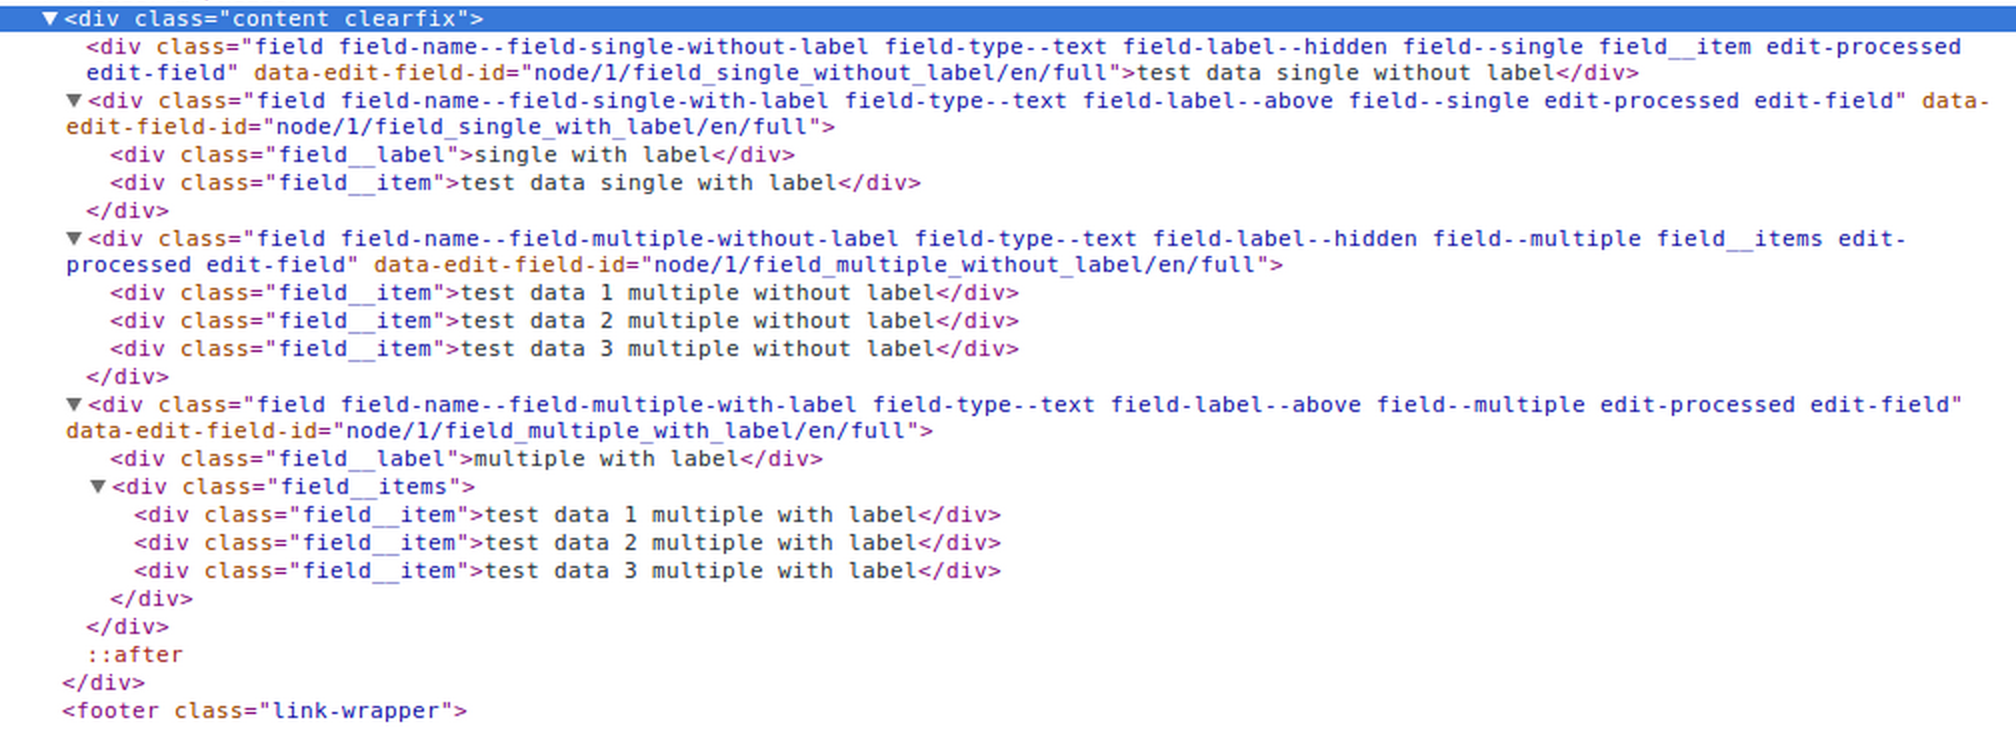 ▼<div class="content clearfix">
<div class="field field-name--field-single-without-label field-type--text field-label--hidden field--single field__item edit-processed
edit-field" data-edit-field-id="node/1/field_single_without_label/en/full">test data single without label</div>
▼<div class="field field-name--field-single-with-label field-type--text field-label--above field--single edit-processed edit-field" data-
edit-field-id="node/1/field_single_with_label/en/full">
<div class="field__label">single with label</div>
<div class="field__item">test data single with label</div>
</div>
▼<div class="field field-name--field-multiple-without-label field-type--text field-label--hidden field--multiple field__items edit-
processed edit-field" data-edit-field-id="node/1/field_multiple_without_label/en/full">
<div class="field__item">test data 1 multiple without label</div>
<div class="field__item">test data 2 multiple without label</div>
<div class="field__item">test data 3 multiple without label</div>
</div>
▼<div class="field field-name--field-multiple-with-label field-type--text field-label--above field--multiple edit-processed edit-field"
data-edit-field-id="node/1/field_multiple_with_label/en/full">
<div class="field__label">multiple with label</div>
▼<div class="field__items">
<div class="field__item">test data 1 multiple with label</div>
<div class="field__item">test data 2 multiple with label</div>
<div class="field__item">test data 3 multiple with label</div>
</div>
</div>
::after
</div>
<footer class="link-wrapper">